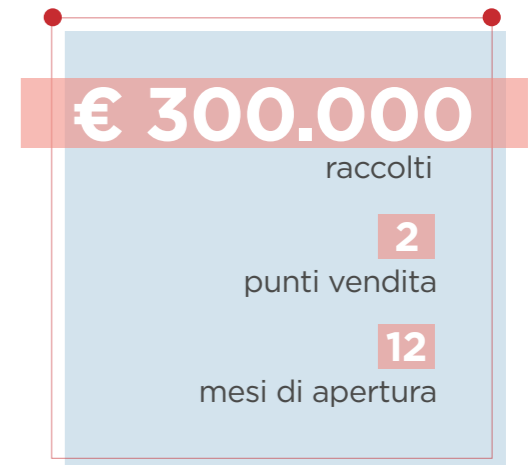 € 300.000
raccolti
2
punti vendita
12
mesi di apertura